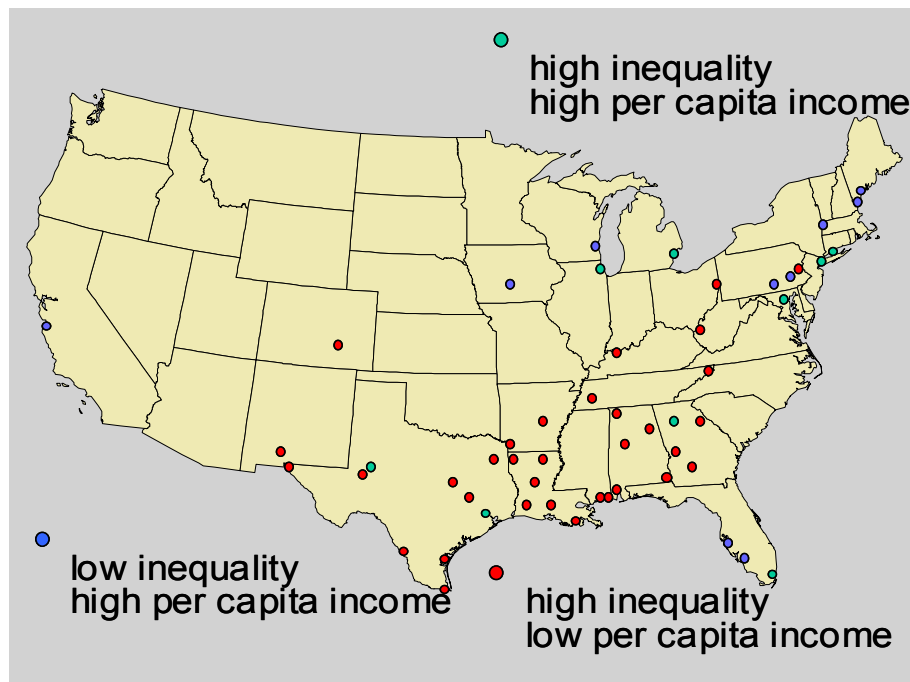 high inequality
high per capita income
low inequality
high per capita income
high inequality
low per capita income